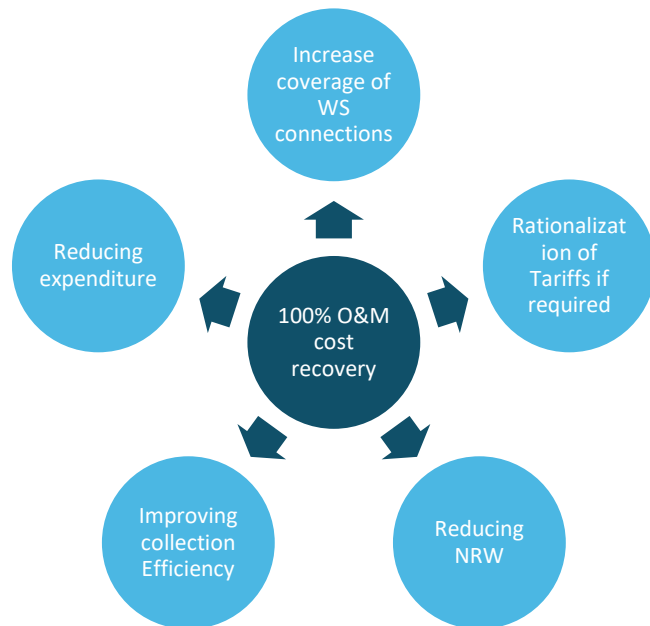 Increase
coverage of
WS
connections
Rationalizat
ion of
Tariffs if
required
Reducing
NRW
Improving
collection
Efficiency
Reducing
expenditure
100% O&M
cost
recovery